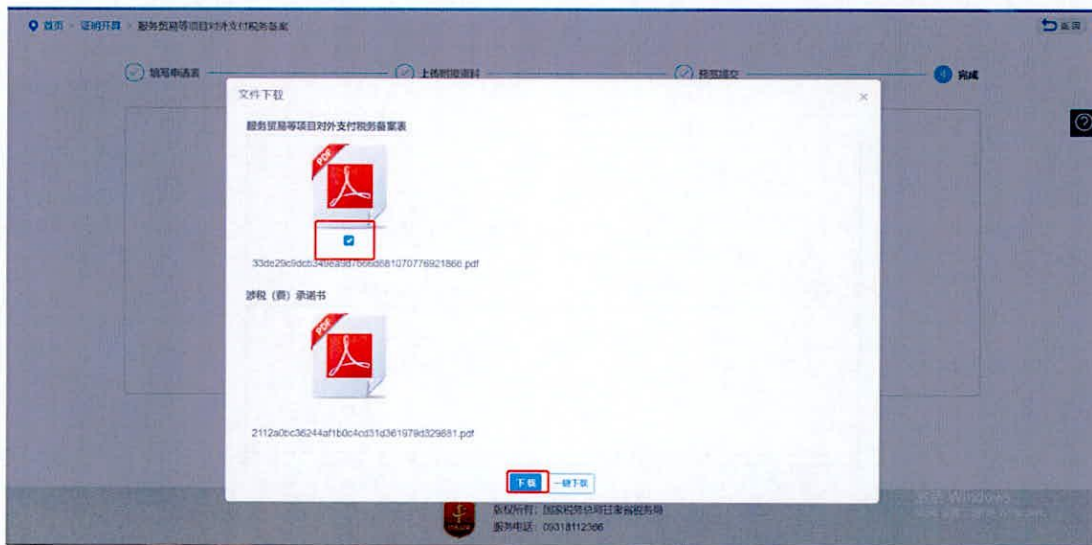 首页 > 证明开具 > 服务贸易等项目对外支付税务备案
返回
填写申请表
上传附报资料
预览提交
完成
文件下载
服务贸易等项目对外支付税务备案表
PDF
涉税（费）承诺书
PDF
2112a0bc36244af1b0c4cd31d361979d329681.pdf
下载 一键下载
版权所有：国家税务总局甘肃省税务局
服务电话：09318112366